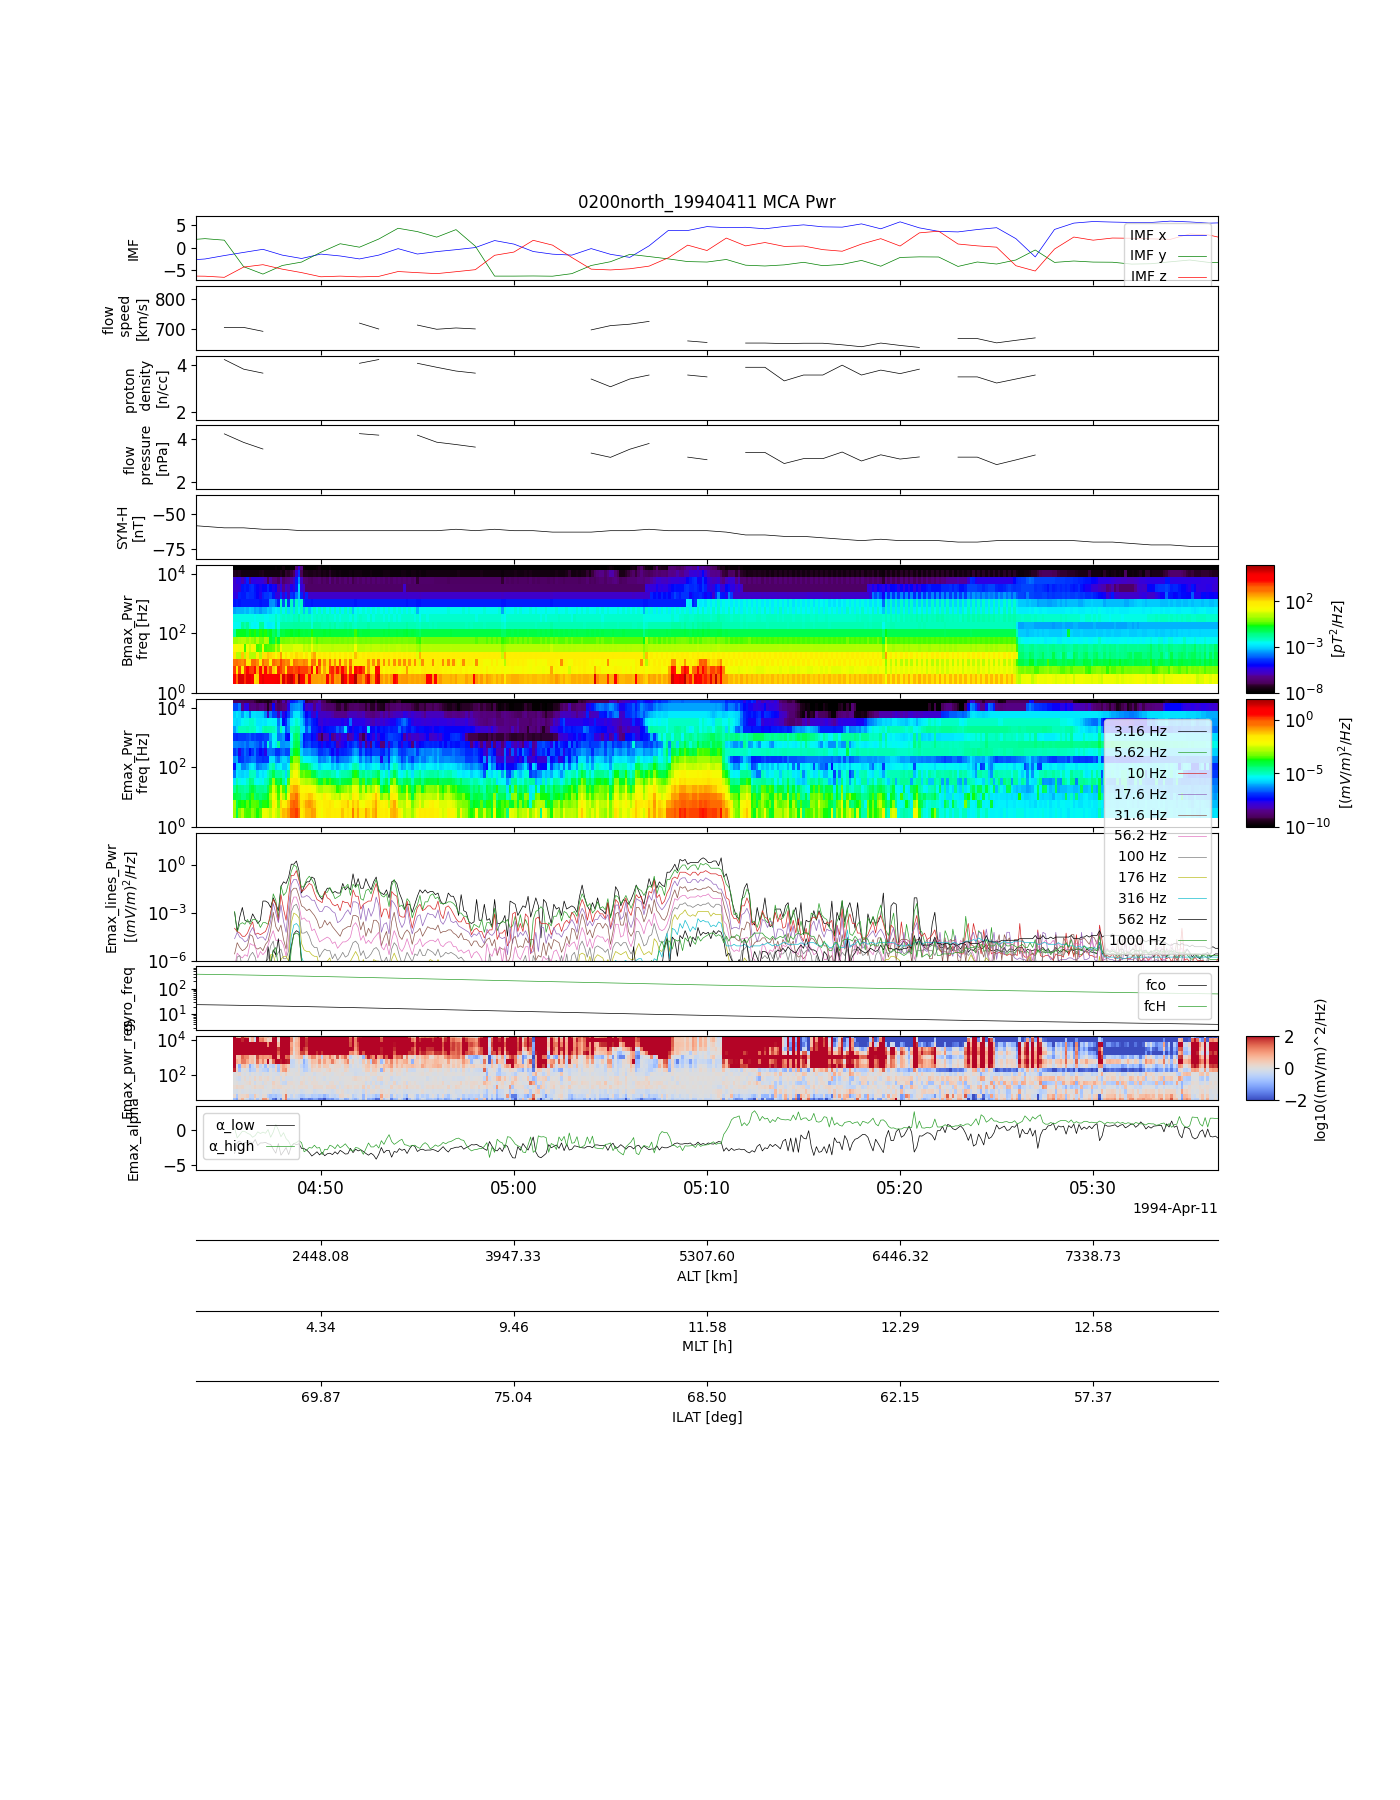 0200north_19940411 MCA Pwr
IMF
5
0
−5
IMF x
IMF y
IMF z
flow
speed
[km/s]
800
700
proton
density
[n/cc]
4
2
flow
pressure
[nPa]
4
2
SYM-H
[nT]
−50
−75
Bmax_Pwr
freq [Hz]
10^4
10^2
10^0
10^2
10^−3
10^−8
[pT^2/Hz]
Emax_Pwr
freq [Hz]
10^4
10^2
10^0
10^0
10^−5
10^−10
[(mV/m)^2/Hz]
3.16 Hz
5.62 Hz
10 Hz
17.6 Hz
31.6 Hz
56.2 Hz
100 Hz
176 Hz
316 Hz
562 Hz
1000 Hz
Emax_lines_Pwr
[(mV/m)^2/Hz]
10^0
10^−3
10^−6
gyro_freq
10^2
10^1
fco
fcH
10^4
10^2
2
0
−2
log10((mV/m)^2/Hz)
Emax_alpha
0
−5
α_low
α_high
04:50
05:00
05:10
05:20
05:30
1994-Apr-11
2448.08
3947.33
5307.60
6446.32
7338.73
ALT [km]
4.34
9.46
11.58
12.29
12.58
MLT [h]
69.87
75.04
68.50
62.15
57.37
ILAT [deg]